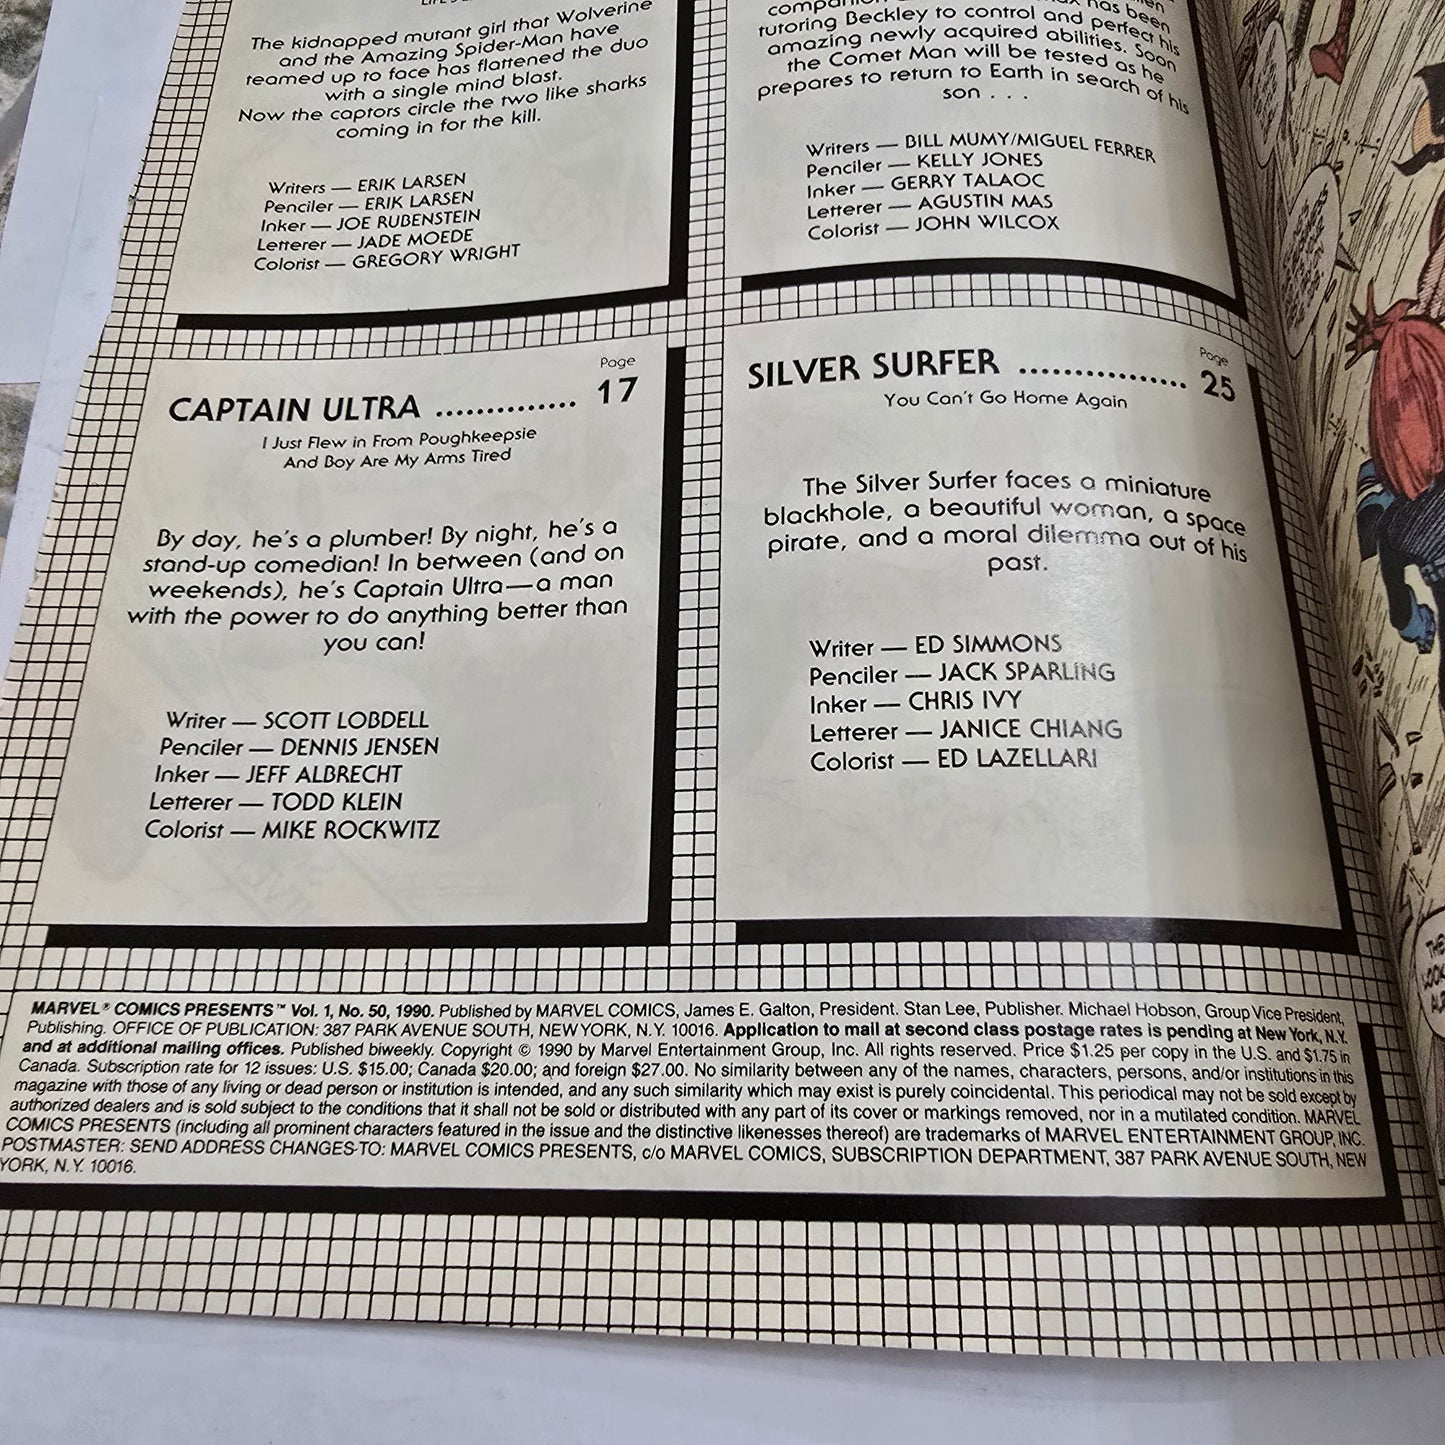 The kidnapped mutant girl that Wolverine
and the Amazing Spider-Man have
teamed up to face has flattened the duo
with a single mind blast.
Now the captors circle the two like sharks
coming in for the kill.
Writers — ERIK LARSEN
Penciler — ERIK LARSEN
Inker — JOE RUBENSTEIN
Letterer — JADE MOEDE
Colorist — GREGORY WRIGHT
has been
tutoring Beckley to control and perfect his
amazing newly acquired abilities. Soon
the Comet Man will be tested as he
prepares to return to Earth in search of his
son . . .
Writers — BILL MUMY/MIGUEL FERRER
Penciler — KELLY JONES
Inker — GERRY TALAOC
Letterer — AGUSTIN MAS
Colorist — JOHN WILCOX
Page
CAPTAIN ULTRA .............. 17
I Just Flew in From Poughkeepsie
And Boy Are My Arms Tired
By day, he's a plumber! By night, he's a
stand-up comedian! In between (and on
weekends), he's Captain Ultra—a man
with the power to do anything better than
you can!
Writer — SCOTT LOBDELL
Penciler — DENNIS JENSEN
Inker — JEFF ALBRECHT
Letterer — TODD KLEIN
Colorist — MIKE ROCKWITZ
Page
SILVER SURFER ................ 25
You Can't Go Home Again
The Silver Surfer faces a miniature
blackhole, a beautiful woman, a space
pirate, and a moral dilemma out of his
past.
Writer — ED SIMMONS
Penciler — JACK SPARLING
Inker — CHRIS IVY
Letterer — JANICE CHIANG
Colorist — ED LAZELLARI
MARVEL® COMICS PRESENTS™ Vol. 1, No. 50, 1990. Published by MARVEL COMICS, James E. Galton, President. Stan Lee, Publisher. Michael Hobson, Group Vice President,
Publishing. OFFICE OF PUBLICATION: 387 PARK AVENUE SOUTH, NEW YORK, N.Y. 10016. Application to mail at second class postage rates is pending at New York, N.Y.
and at additional mailing offices. Published biweekly. Copyright © 1990 by Marvel Entertainment Group, Inc. All rights reserved. Price $1.25 per copy in the U.S. and $1.75 in
Canada. Subscription rate for 12 issues: U.S. $15.00; Canada $20.00; and foreign $27.00. No similarity between any of the names, characters, persons, and/or institutions in this
magazine with those of any living or dead person or institution is intended, and any such similarity which may exist is purely coincidental. This periodical may not be sold except by
authorized dealers and is sold subject to the conditions that it shall not be sold or distributed with any part of its cover or markings removed, nor in a mutilated condition. MARVEL
COMICS PRESENTS (including all prominent characters featured in the issue and the distinctive likenesses thereof) are trademarks of MARVEL ENTERTAINMENT GROUP, INC.
POSTMASTER: SEND ADDRESS CHANGES TO: MARVEL COMICS PRESENTS, c/o MARVEL COMICS, SUBSCRIPTION DEPARTMENT, 387 PARK AVENUE SOUTH, NEW
YORK, N.Y. 10016.